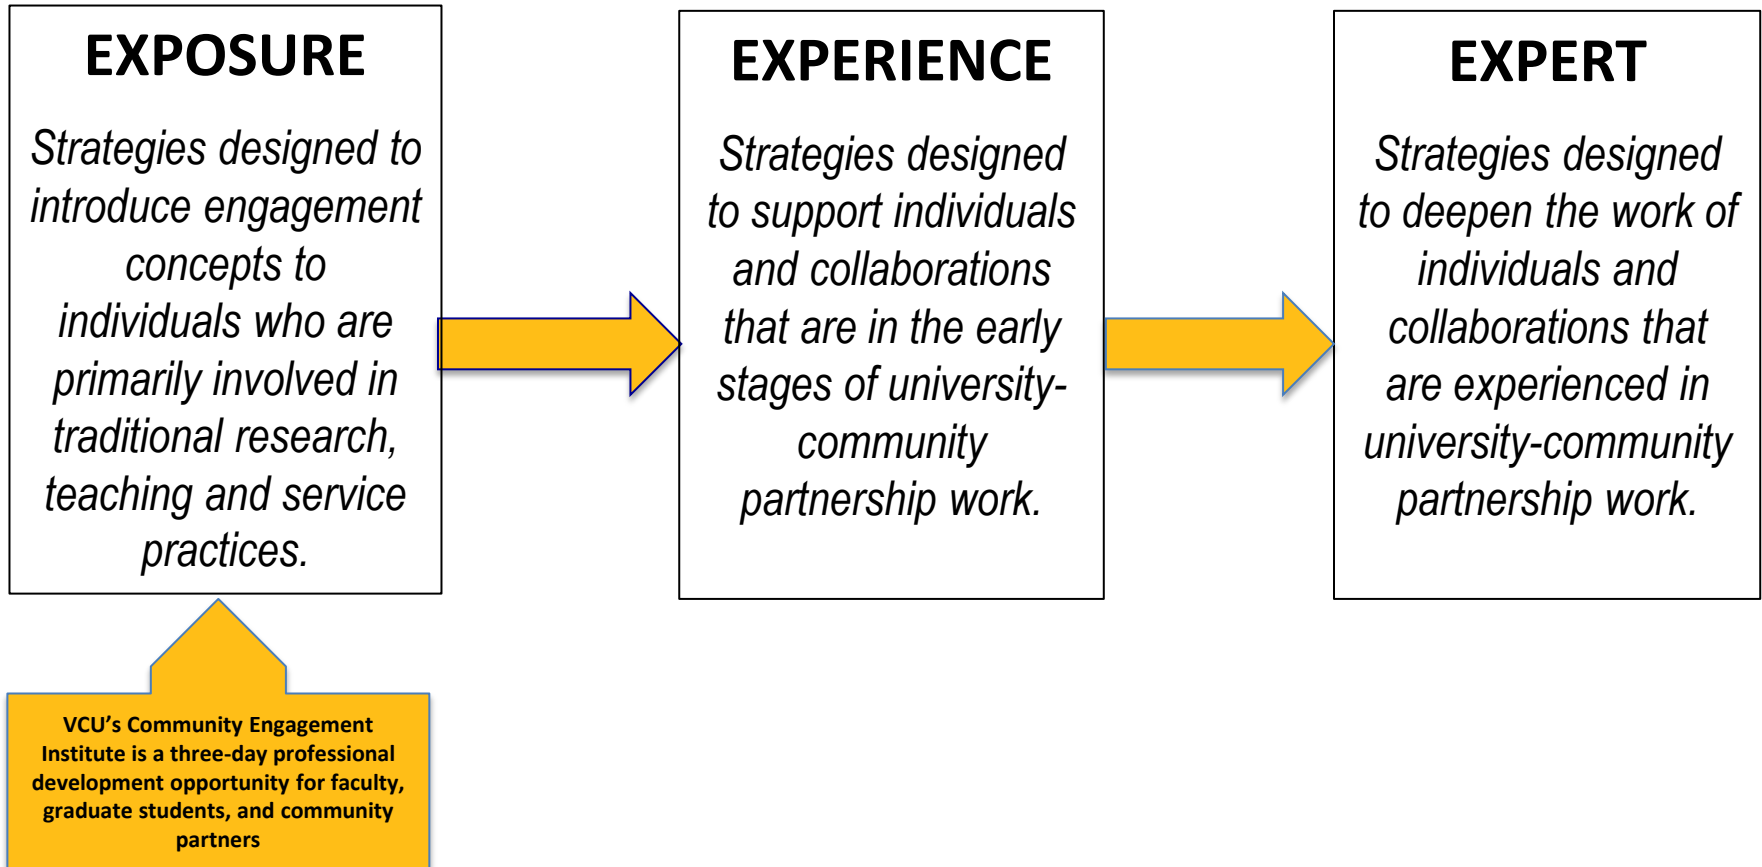 EXPOSURE
Strategies designed to
introduce engagement
concepts to
individuals who are
primarily involved in
traditional research,
teaching and service
practices.
EXPERIENCE
Strategies designed
to support individuals
and collaborations
that are in the early
stages of university-
community
partnership work.
EXPERT
Strategies designed
to deepen the work of
individuals and
collaborations that
are experienced in
university-community
partnership work.
VCU’s Community Engagement
Institute is a three-day professional
development opportunity for faculty,
graduate students, and community
partners